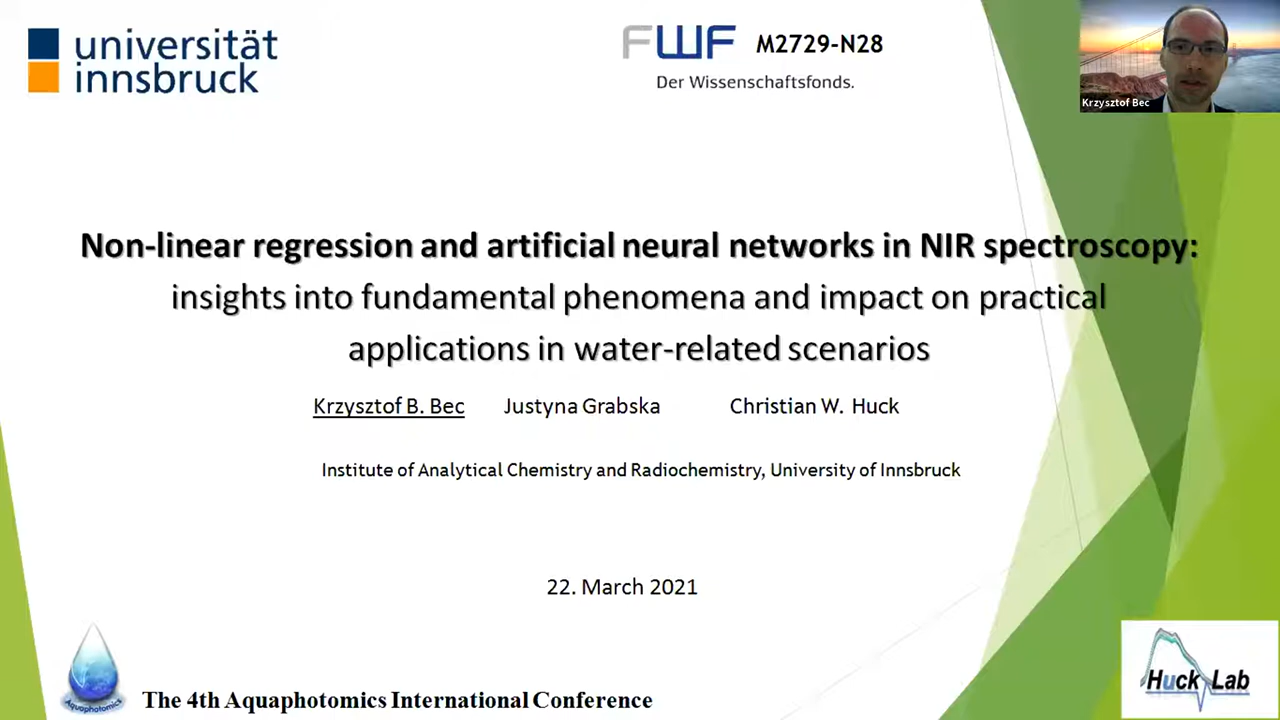 universität
innsbruck
FWF M2729-N28
Der Wissenschaftsfonds.
Krzysztof Bec
Non-linear regression and artificial neural networks in NIR spectroscopy:
insights into fundamental phenomena and impact on practical
applications in water-related scenarios
Krzysztof B. Bec Justyna Grabska Christian W. Huck
Institute of Analytical Chemistry and Radiochemistry, University of Innsbruck
22. March 2021
Aquaphotomics
The 4th Aquaphotomics International Conference
Huck Lab